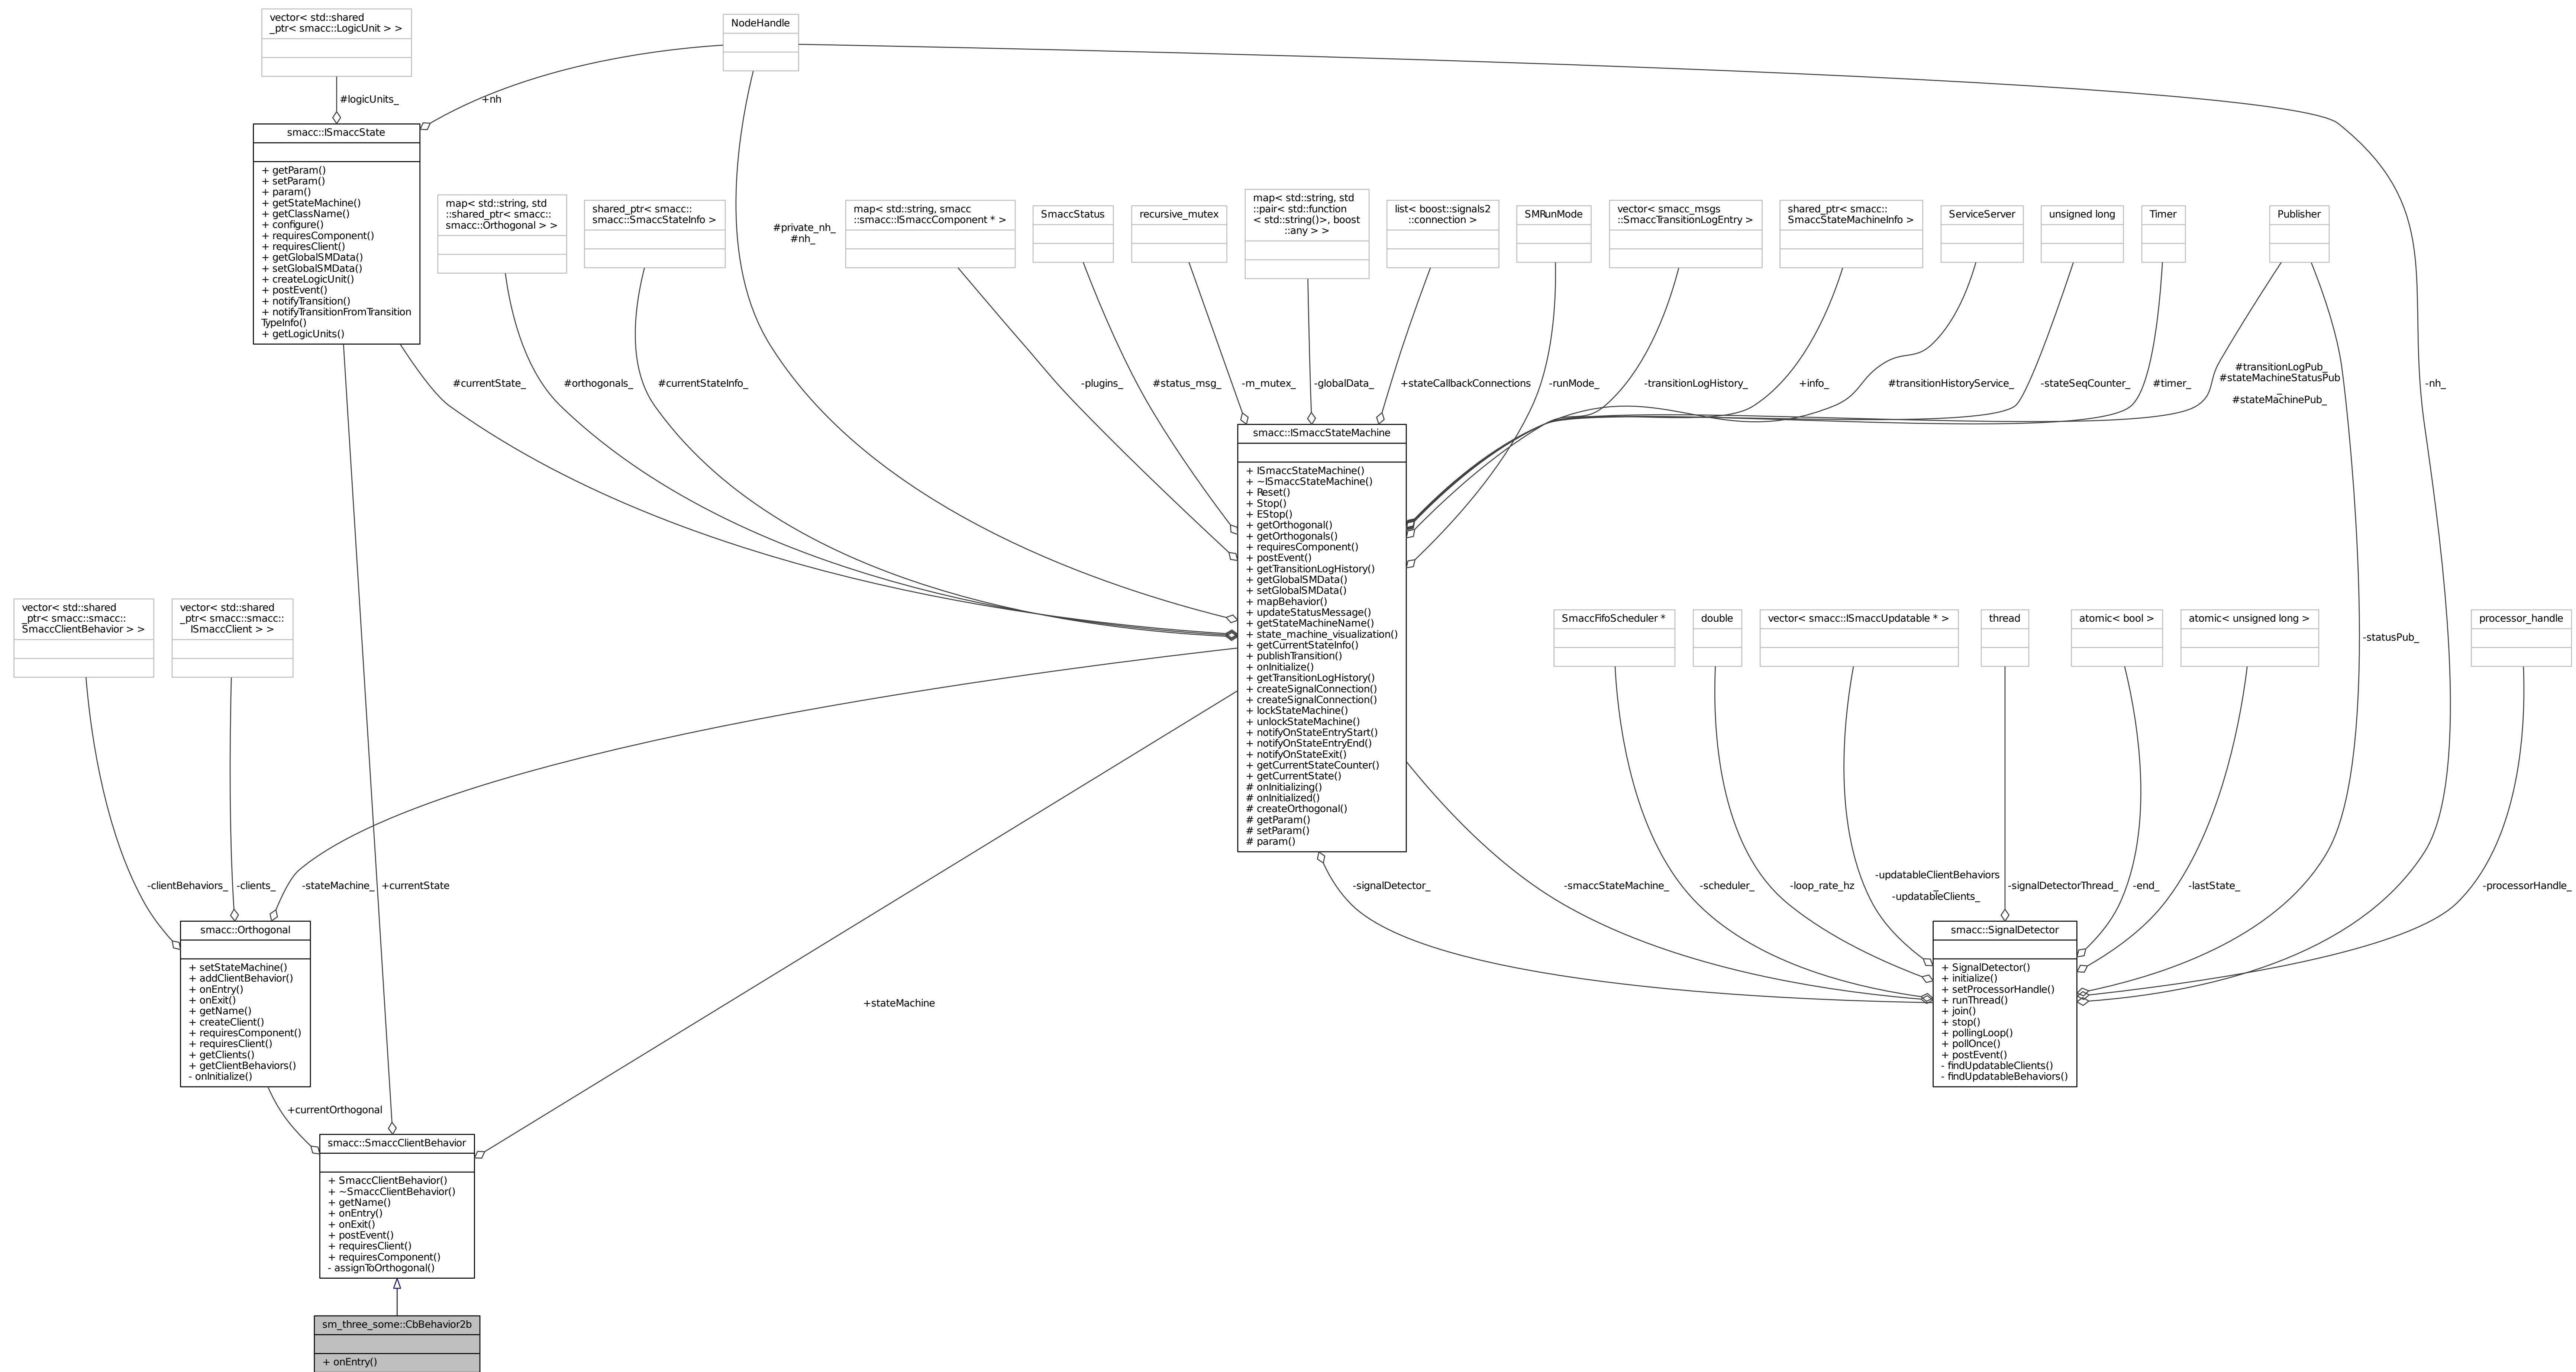 vector< std::shared
_ptr< smacc::LogicUnit > >
NodeHandle
#logicUnits_
+nh
smacc::ISmaccState
+ getParam()
+ setParam()
+ param()
+ getStateMachine()
+ getClassName()
+ configure()
+ requiresComponent()
+ requiresClient()
+ getGlobalSMData()
+ setGlobalSMData()
+ createLogicUnit()
+ postEvent()
+ notifyTransition()
+ notifyTransitionFromTransition
TypeInfo()
+ getLogicUnits()
map< std::string, std
::shared_ptr< smacc::
smacc::Orthogonal > >
shared_ptr< smacc::
smacc::SmaccStateInfo >
#private_nh_
#nh_
map< std::string, smacc
::smacc::ISmaccComponent * >
SmaccStatus
recursive_mutex
map< std::string, std
::pair< std::function
< std::string()>, boost
::any > >
list< boost::signals2
::connection >
SMRunMode
vector< smacc_msgs
::SmaccTransitionLogEntry >
shared_ptr< smacc::
SmaccStateMachineInfo >
ServiceServer
unsigned long
Timer
Publisher
#currentState_
#orthogonals_
#currentStateInfo_
-plugins_
#status_msg_
-m_mutex_
-globalData_
+stateCallbackConnections
-runMode_
-transitionLogHistory_
+info_
#transitionHistoryService_
-stateSeqCounter_
#timer_
#transitionLogPub_
#stateMachineStatusPub
_
#stateMachinePub_
-nh_
smacc::ISmaccStateMachine
+ ISmaccStateMachine()
+ ~ISmaccStateMachine()
+ Reset()
+ Stop()
+ EStop()
+ getOrthogonal()
+ getOrthogonals()
+ requiresComponent()
+ postEvent()
+ getTransitionLogHistory()
+ getGlobalSMData()
+ setGlobalSMData()
+ mapBehavior()
+ updateStatusMessage()
+ getStateMachineName()
+ state_machine_visualization()
+ getCurrentStateInfo()
+ publishTransition()
+ onInitialize()
+ getTransitionLogHistory()
+ createSignalConnection()
+ createSignalConnection()
+ lockStateMachine()
+ unlockStateMachine()
+ notifyOnStateEntryStart()
+ notifyOnStateEntryEnd()
+ notifyOnStateExit()
+ getCurrentStateCounter()
+ getCurrentState()
# onInitializing()
# onInitialized()
# createOrthogonal()
# getParam()
# setParam()
# param()
vector< std::shared
_ptr< smacc::smacc::
SmaccClientBehavior > >
vector< std::shared
_ptr< smacc::smacc::
ISmaccClient > >
SmaccFifoScheduler *
double
vector< smacc::ISmaccUpdatable * >
thread
atomic< bool >
atomic< unsigned long >
-statusPub_
processor_handle
-clientBehaviors_
-clients_
-stateMachine_
+currentState
-signalDetector_
-smaccStateMachine_
-scheduler_
-loop_rate_hz
-updatableClientBehaviors
_
-updatableClients_
-signalDetectorThread_
-end_
-lastState_
-processorHandle_
smacc::Orthogonal
+ setStateMachine()
+ addClientBehavior()
+ onEntry()
+ onExit()
+ getName()
+ createClient()
+ requiresComponent()
+ requiresClient()
+ getClients()
+ getClientBehaviors()
- onInitialize()
+stateMachine
smacc::SignalDetector
+ SignalDetector()
+ initialize()
+ setProcessorHandle()
+ runThread()
+ join()
+ stop()
+ pollingLoop()
+ pollOnce()
+ postEvent()
- findUpdatableClients()
- findUpdatableBehaviors()
+currentOrthogonal
smacc::SmaccClientBehavior
+ SmaccClientBehavior()
+ ~SmaccClientBehavior()
+ getName()
+ onEntry()
+ onExit()
+ postEvent()
+ requiresClient()
+ requiresComponent()
- assignToOrthogonal()
sm_three_some::CbBehavior2b
+ onEntry()